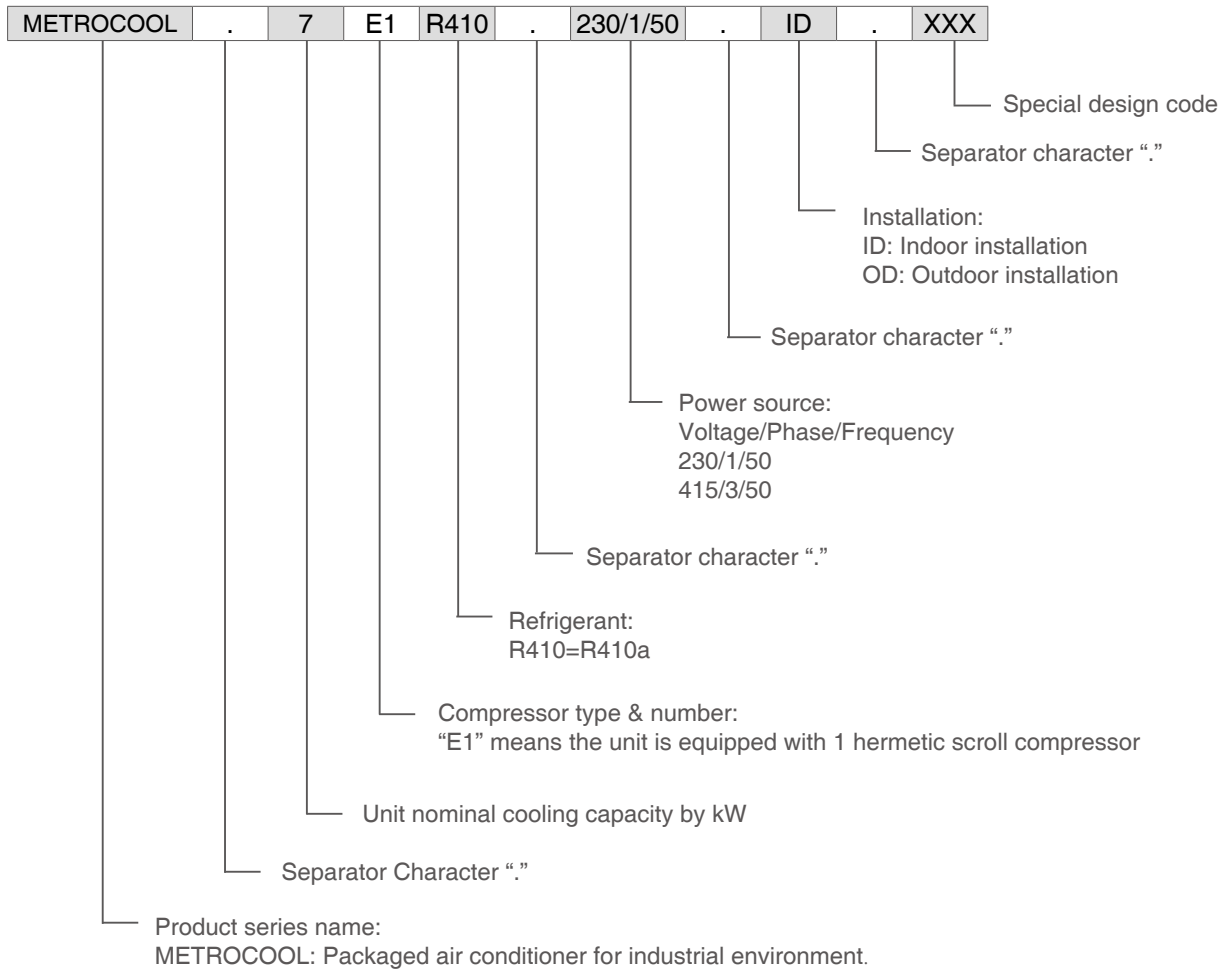 METROCOOL . 7 E1 R410 . 230/1/50 . ID . XXX
Special design code
Separator character “.”
Installation:
ID: Indoor installation
OD: Outdoor installation
Separator character “.”
Power source:
Voltage/Phase/Frequency
230/1/50
415/3/50
Separator character “.”
Refrigerant:
R410=R410a
Compressor type & number:
“E1” means the unit is equipped with 1 hermetic scroll compressor
Unit nominal cooling capacity by kW
Separator Character “.”
Product series name:
METROCOOL: Packaged air conditioner for industrial environment.